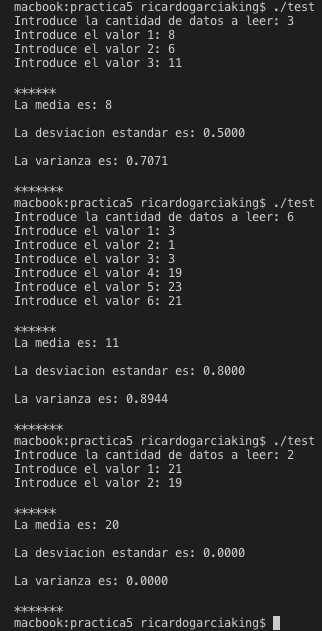 macbook:practica5 ricardogarciaking$ ./test
Introduce la cantidad de datos a leer: 3
Introduce el valor 1: 8
Introduce el valor 2: 6
Introduce el valor 3: 11
******
La media es: 8
La desviacion estandar es: 0.5000
La varianza es: 0.7071
*******
macbook:practica5 ricardogarciaking$ ./test
Introduce la cantidad de datos a leer: 6
Introduce el valor 1: 3
Introduce el valor 2: 1
Introduce el valor 3: 3
Introduce el valor 4: 19
Introduce el valor 5: 23
Introduce el valor 6: 21
******
La media es: 11
La desviacion estandar es: 0.8000
La varianza es: 0.8944
*******
macbook:practica5 ricardogarciaking$ ./test
Introduce la cantidad de datos a leer: 2
Introduce el valor 1: 21
Introduce el valor 2: 19
******
La media es: 20
La desviacion estandar es: 0.0000
La varianza es: 0.0000
*******
macbook:practica5 ricardogarciaking$